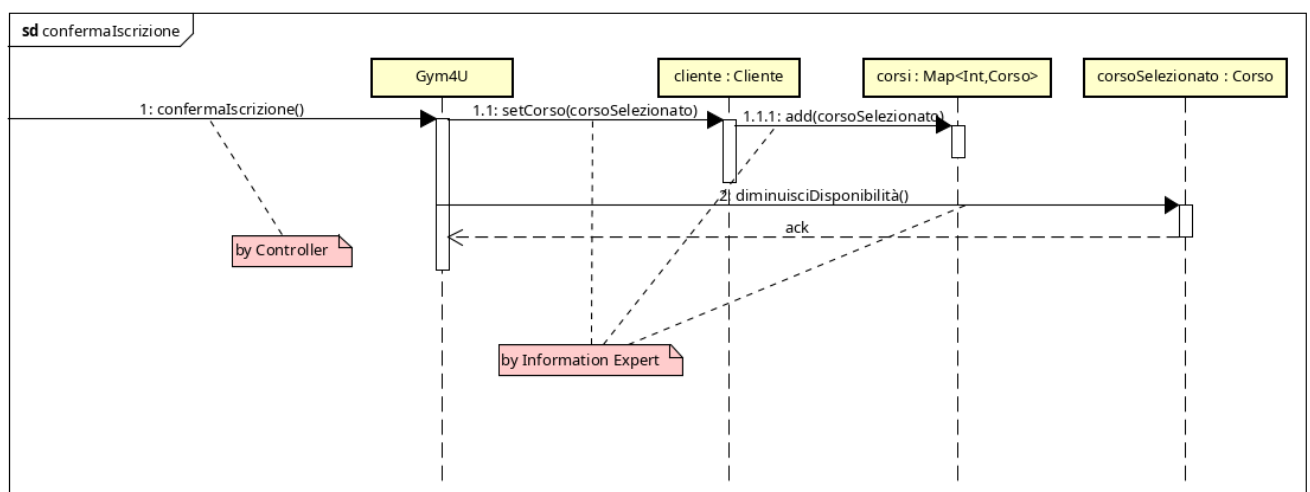 sd confermaIscrizione
Gym4U
cliente : Cliente
corsi : Map<Int,Corso>
corsoSelezionato : Corso
1: confermaIscrizione()
1.1: setCorso(corsoSelezionato)
1.1.1: add(corsoSelezionato)
2: diminuisciDisponibilità()
ack
by Controller
by Information Expert